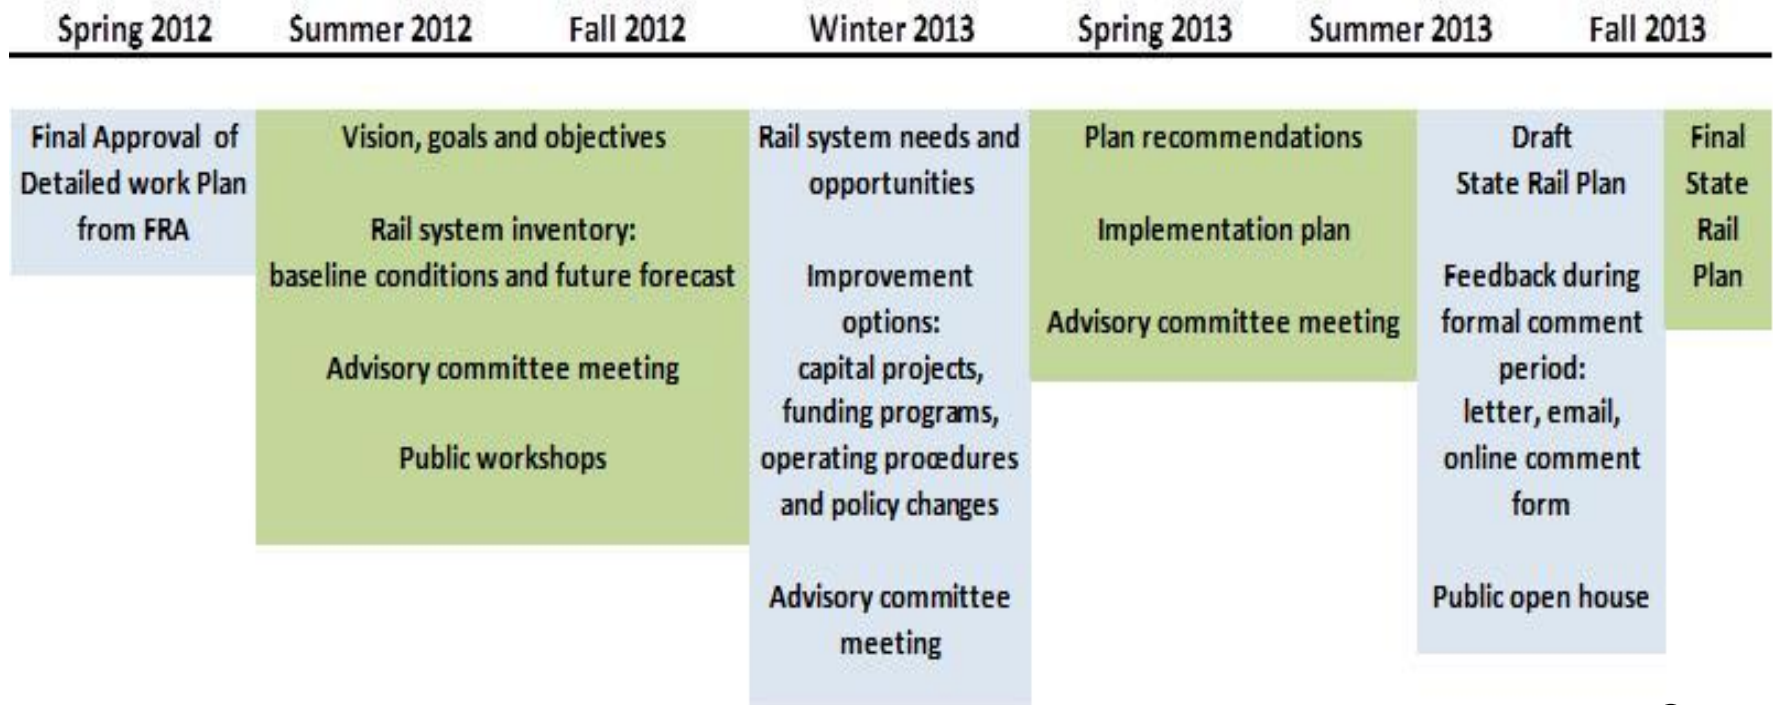 Spring 2012 Summer 2012 Fall 2012 Winter 2013 Spring 2013 Summer 2013 Fall 2013
Final Approval of
Detailed work Plan
from FRA
Vision, goals and objectives
Rail system inventory:
baseline conditions and future forecast
Advisory committee meeting
Public workshops
Rail system needs and
opportunities
Improvement
options:
capital projects,
funding programs,
operating procedures
and policy changes
Advisory committee
meeting
Plan recommendations
Implementation plan
Advisory committee meeting
Draft
State Rail Plan
Feedback during
formal comment
period:
letter, email,
online comment
form
Public open house
Final
State
Rail
Plan